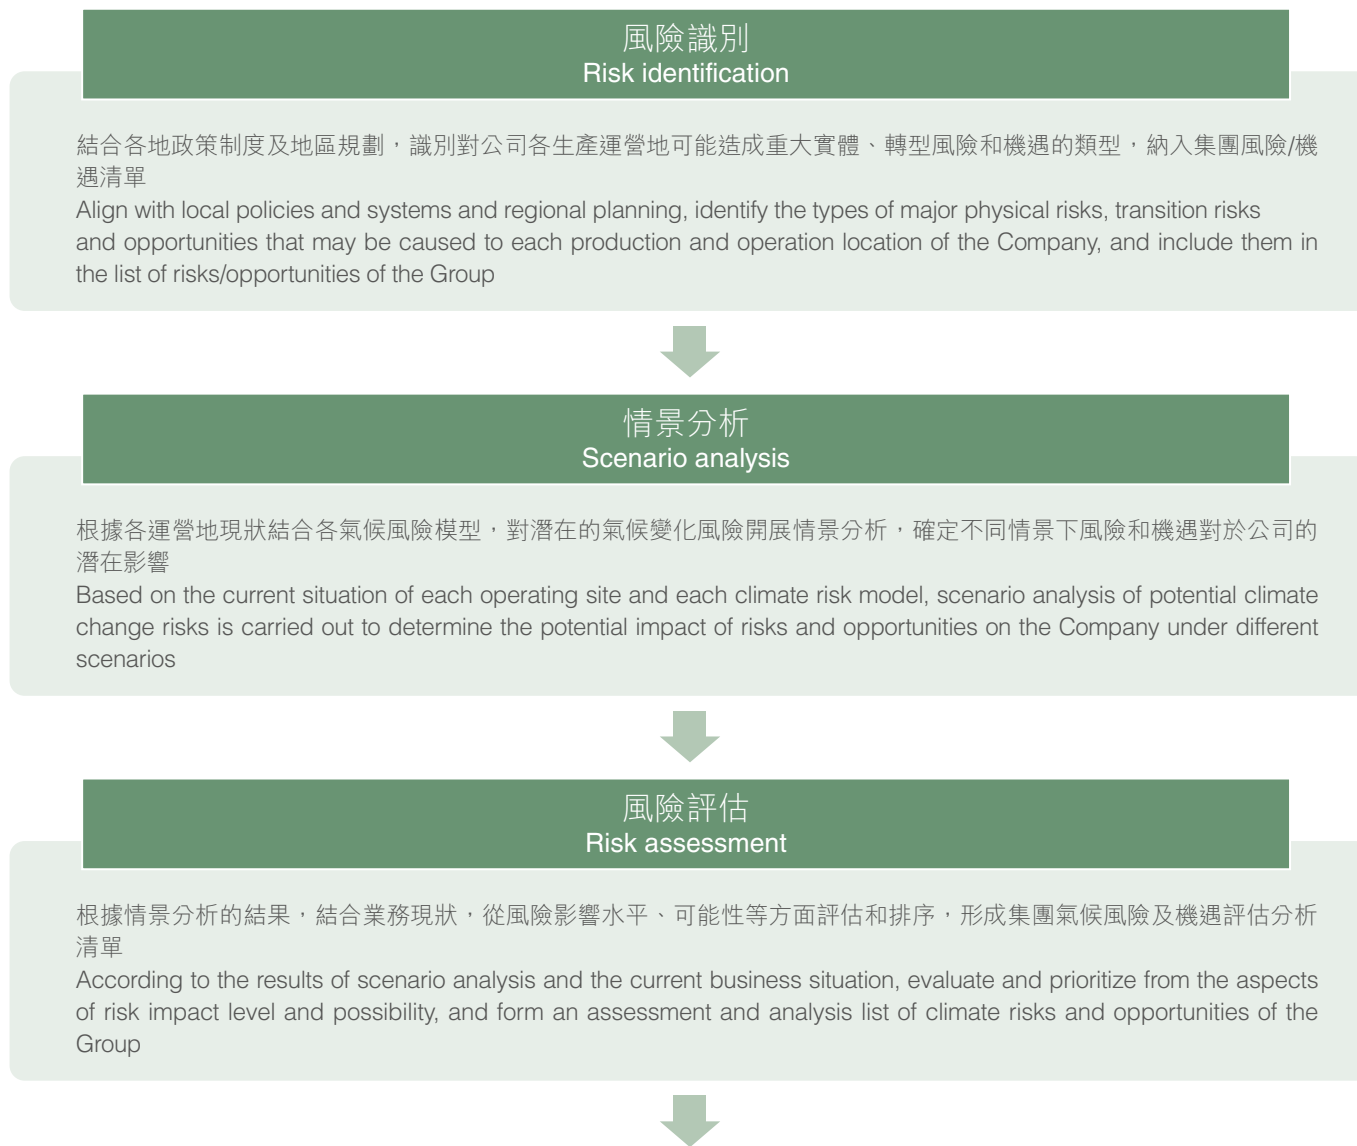 風險識別
Risk identification
結合各地政策制度及地區規劃，識別對公司各生產運營地可能造成重大實體、轉型風險和機遇的類型，納入集團風險/機
遇清單
Align with local policies and systems and regional planning, identify the types of major physical risks, transition risks
and opportunities that may be caused to each production and operation location of the Company, and include them in
the list of risks/opportunities of the Group
情景分析
Scenario analysis
根據各運營地現狀結合各氣候風險模型，對潛在的氣候變化風險開展情景分析，確定不同情景下風險和機遇對於公司的
潛在影響
Based on the current situation of each operating site and each climate risk model, scenario analysis of potential climate
change risks is carried out to determine the potential impact of risks and opportunities on the Company under different
scenarios
風險評估
Risk assessment
根據情景分析的結果，結合業務現狀，從風險影響水平、可能性等方面評估和排序，形成集團氣候風險及機遇評估分析
清單
According to the results of scenario analysis and the current business situation, evaluate and prioritize from the aspects
of risk impact level and possibility, and form an assessment and analysis list of climate risks and opportunities of the
Group